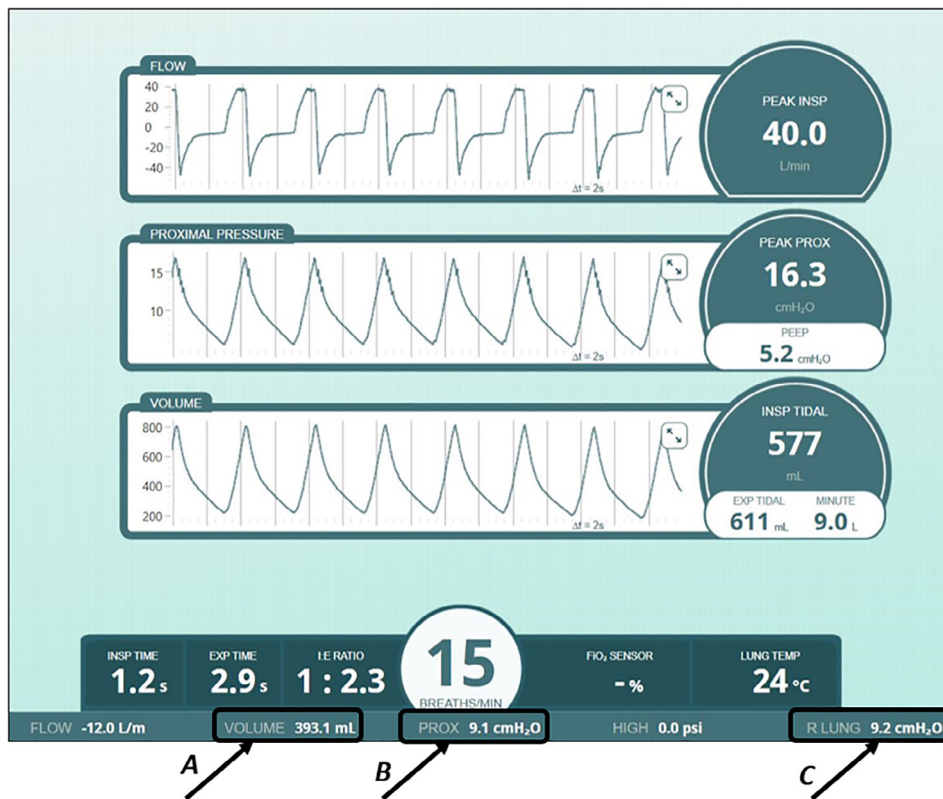 FLOW
40
20
0
-20
-40
Δt = 2s
PEAK INSP
40.0
L/min
PROXIMAL PRESSURE
15
10
Δt = 2s
PEAK PROX
16.3
cmH₂O
PEEP
5.2 cmH₂O
VOLUME
800
600
400
200
Δt = 2s
INSP TIDAL
577
mL
EXP TIDAL MINUTE
611 mL 9.0 L
INSP TIME EXP TIME I:E RATIO FiO₂ SENSOR LUNG TEMP
1.2 s 2.9 s 1 : 2.3 15 - % 24 °C
BREATHS/MIN
FLOW -12.0 L/m VOLUME 393.1 mL PROX 9.1 cmH₂O HIGH 0.0 psi R LUNG 9.2 cmH₂O
A B C